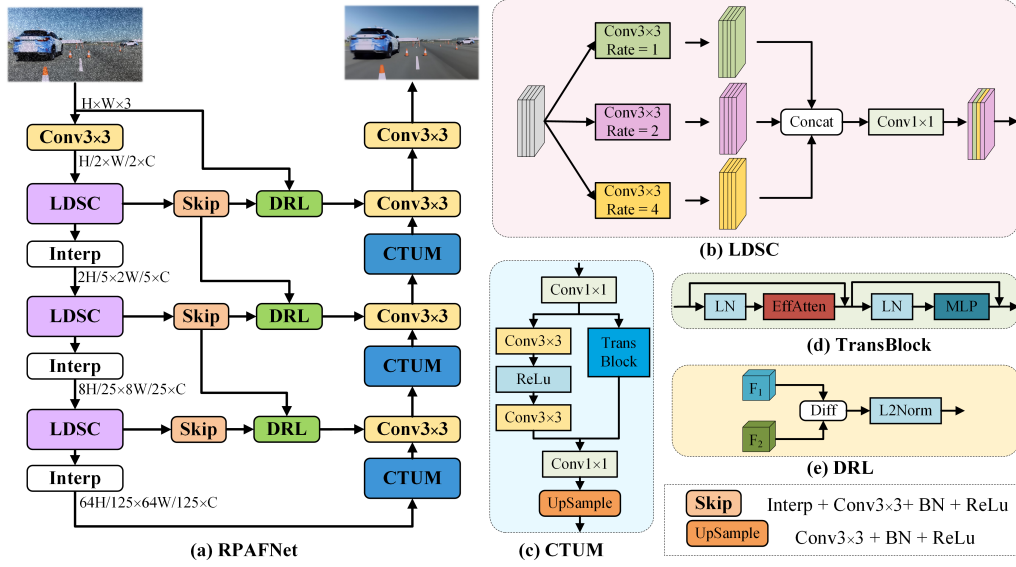 H×W×3
Conv3×3
H/2×W/2×C
LDSC
Skip
DRL
Conv3×3
Conv3×3
Interp
CTUM
2H/5×2W/5×C
LDSC
Skip
DRL
Conv3×3
Interp
CTUM
8H/25×8W/25×C
LDSC
Skip
DRL
Conv3×3
Interp
CTUM
64H/125×64W/125×C
(a) RPAFNet
Conv3×3
Rate = 1
Conv3×3
Rate = 2
Conv3×3
Rate = 4
Concat
Conv1×1
(b) LDSC
Conv1×1
Conv3×3
ReLu
Conv3×3
Trans
Block
Conv1×1
UpSample
(c) CTUM
LN
EffAtten
LN
MLP
(d) TransBlock
F1
F2
Diff
L2Norm
(e) DRL
Skip
Interp + Conv3×3+ BN + ReLu
UpSample
Conv3×3 + BN + ReLu